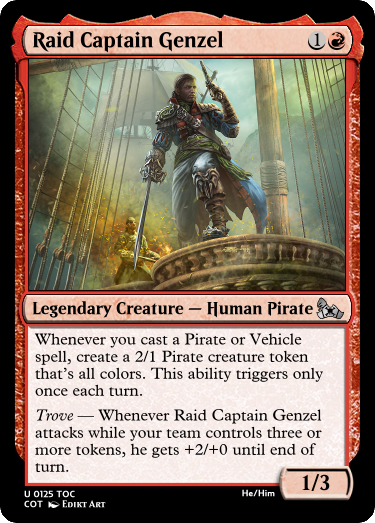 Raid Captain Genzel 1
Legendary Creature — Human Pirate
Whenever you cast a Pirate or Vehicle
spell, create a 2/1 Pirate creature token
that's all colors. This ability triggers only
once each turn.
Trove — Whenever Raid Captain Genzel
attacks while your team controls three or
more tokens, he gets +2/+0 until end of
turn.
1/3
U 0125 TOC He/Him
COT Edikt Art